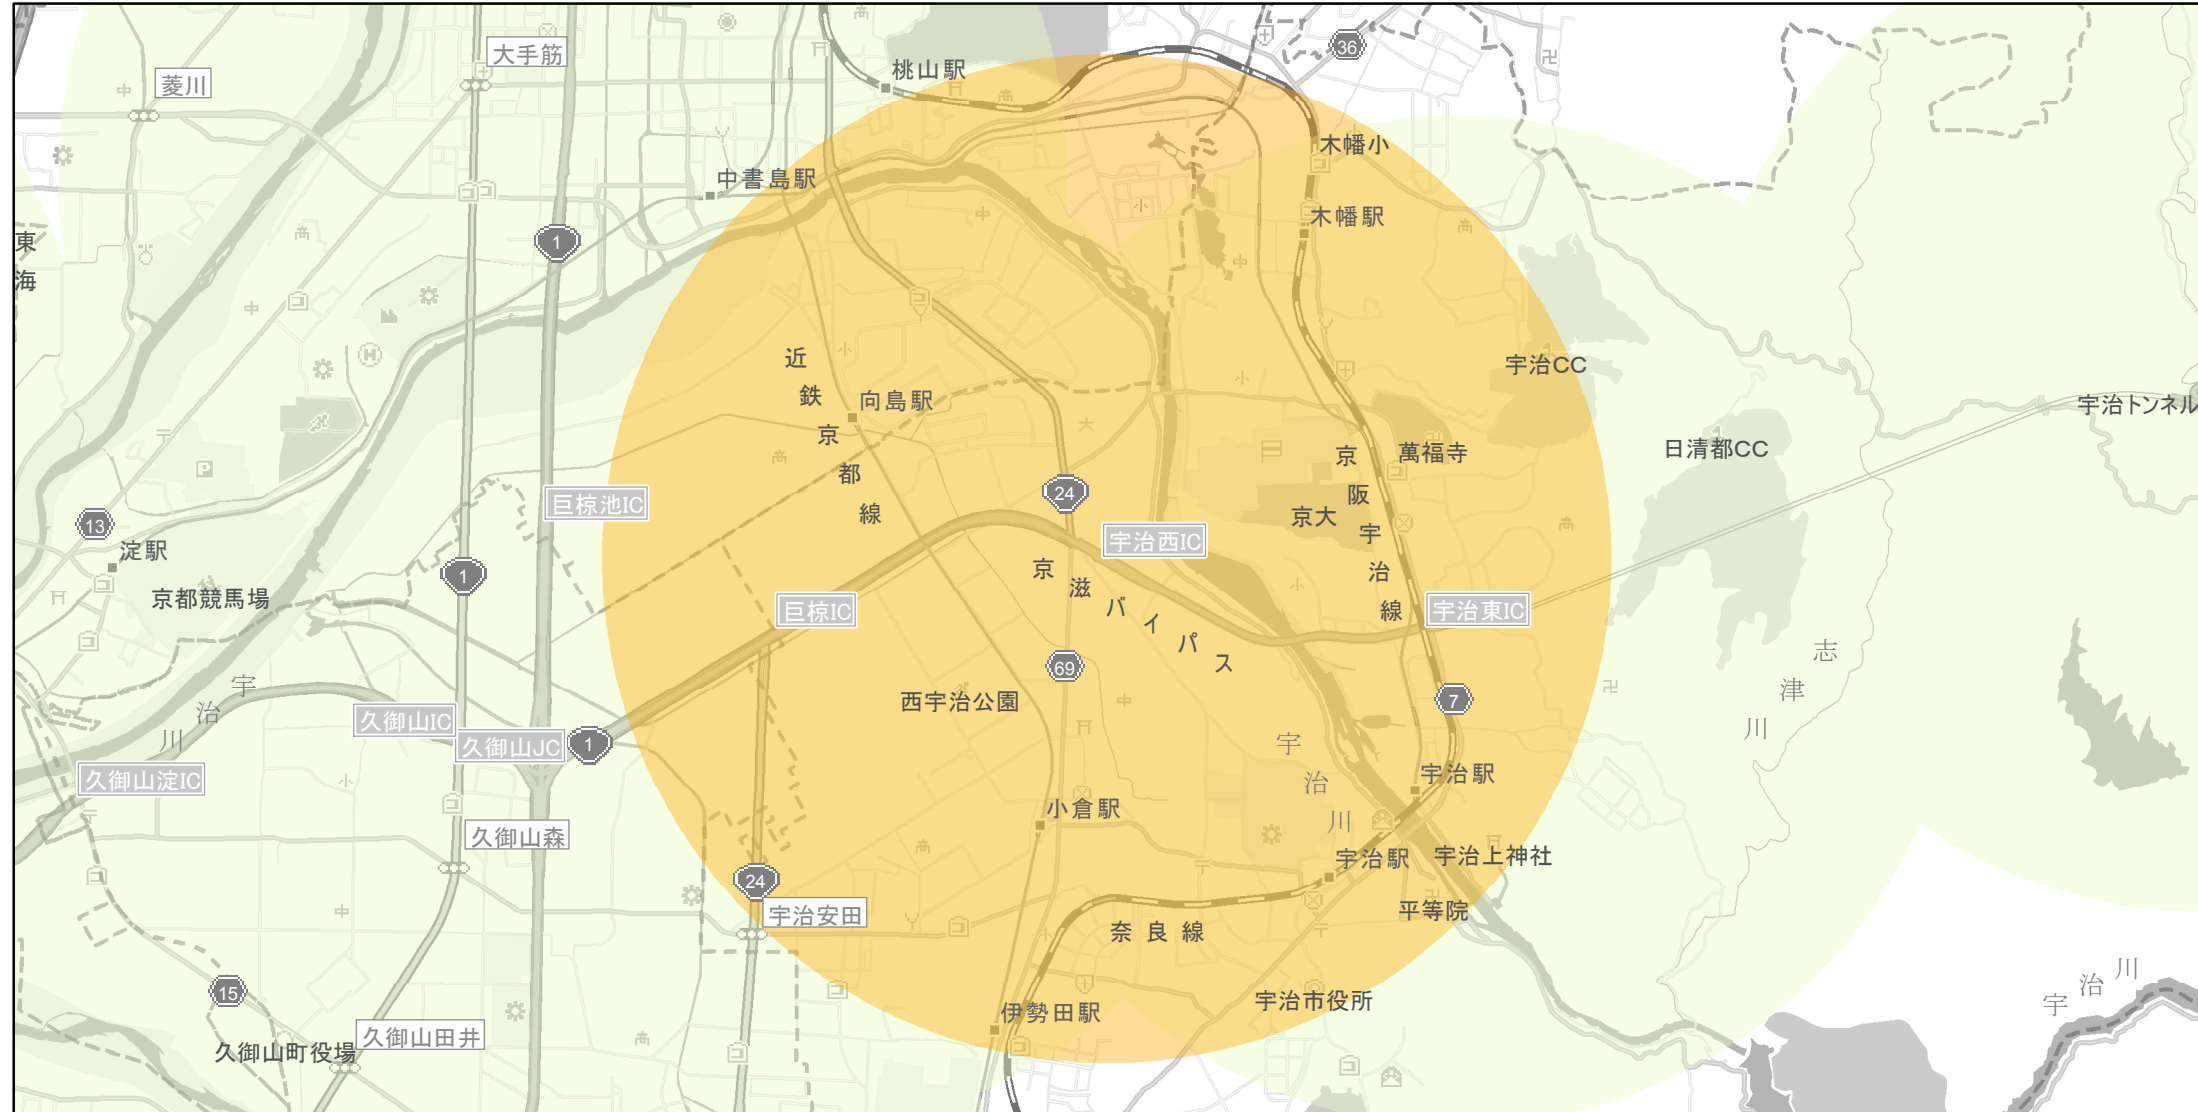 大手筋
菱川
桃山駅
36
木幡小
中書島駅
木幡駅
東海
1
近鉄京都線
向島駅
宇治CC
宇治トンネル
萬福寺
日清都CC
京阪宇治線
24
巨椋池IC
京大
13
淀駅
宇治西IC
1
京滋バイパス
京都競馬場
巨椋IC
宇治東IC
69
志津川
宇治川
西宇治公園
7
久御山IC
久御山JC
1
宇治川
久御山淀IC
宇治駅
小倉駅
久御山森
宇治駅
宇治上神社
24
宇治安田
平等院
奈良線
宇治川
15
宇治市役所
伊勢田駅
久御山田井
久御山町役場